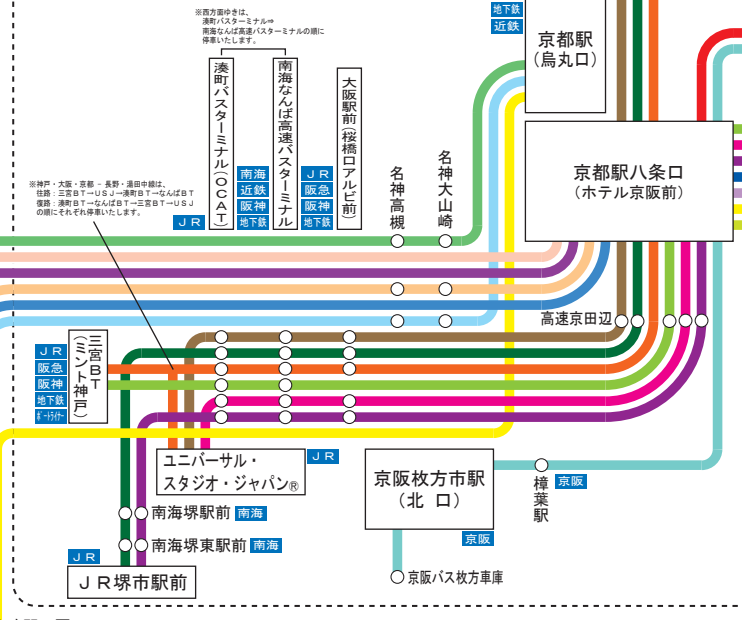 ※西方面ゆきは、
湊町バスターミナル⇒
南海なんば高速バスターミナルの順に
停車いたします。
地下鉄
近鉄
京都駅
(烏丸口)
湊町バスターミナル(OCAT)
南海なんば高速バスターミナル
大阪駅前(桜橋口アルビ前)
ＪＲ
南海
近鉄
阪神
地下鉄
ＪＲ
阪急
阪神
地下鉄
名神高槻
名神大山崎
京都駅八条口
(ホテル京阪前)
※神戸・大阪・京都 － 長野・湯田中線は、
往路：三宮ＢＴ→ＵＳＪ→湊町ＢＴ→なんばＢＴ
復路：湊町ＢＴ→なんばＢＴ→三宮ＢＴ→ＵＳＪ
の順にそれぞれ停車いたします。
高速京田辺
ＪＲ
阪急
阪神
地下鉄
ポートライナー
三宮ＢＴ
(ミント神戸)
ユニバーサル・
スタジオ・ジャパン®
ＪＲ
南海堺駅前 南海
南海堺東駅前 南海
ＪＲ
ＪＲ堺市駅前
京阪枚方市駅
(北 口)
京阪
樟葉駅
京阪
京阪バス枚方車庫